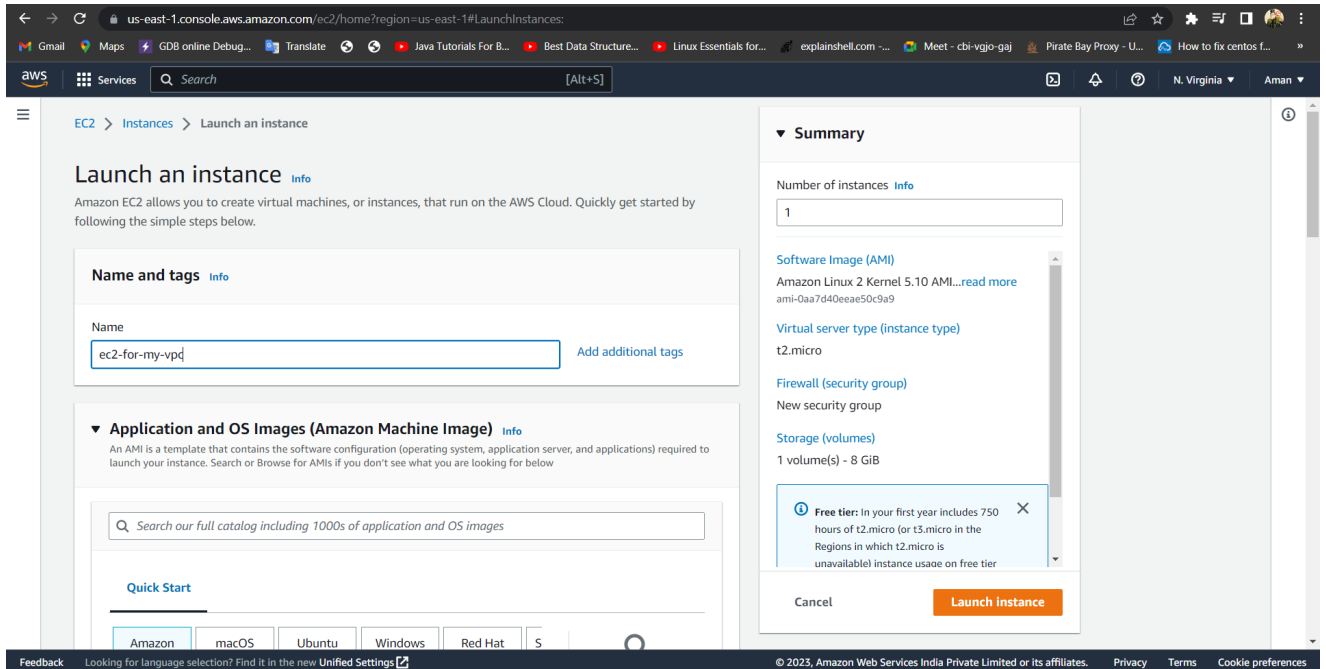 us-east-1.console.aws.amazon.com/ec2/home?region=us-east-1#LaunchInstances:
Gmail Maps GDB online Debug... Translate Java Tutorials For B... Best Data Structure... Linux Essentials for... explainshell.com -... Meet - cbi-vgjo-gaj Pirate Bay Proxy - U... How to fix centos f... »
aws Services Search [Alt+S] N. Virginia ▼ Aman ▼
EC2 > Instances > Launch an instance
Launch an instance Info
Amazon EC2 allows you to create virtual machines, or instances, that run on the AWS Cloud. Quickly get started by
following the simple steps below.
Name and tags Info
Name
ec2-for-my-vpc
Add additional tags
▼ Application and OS Images (Amazon Machine Image) Info
An AMI is a template that contains the software configuration (operating system, application server, and applications) required to
launch your instance. Search or Browse for AMIs if you don't see what you are looking for below
Search our full catalog including 1000s of application and OS images
Quick Start
Amazon macOS Ubuntu Windows Red Hat S
▼ Summary
Number of instances Info
1
Software Image (AMI)
Amazon Linux 2 Kernel 5.10 AMI...read more
ami-0aa7d40eeae50c9a9
Virtual server type (instance type)
t2.micro
Firewall (security group)
New security group
Storage (volumes)
1 volume(s) - 8 GiB
Free tier: In your first year includes 750
hours of t2.micro (or t3.micro in the
Regions in which t2.micro is
unavailable) instance usage on free tier
Cancel Launch instance
Feedback Looking for language selection? Find it in the new Unified Settings © 2023, Amazon Web Services India Private Limited or its affiliates. Privacy Terms Cookie preferences